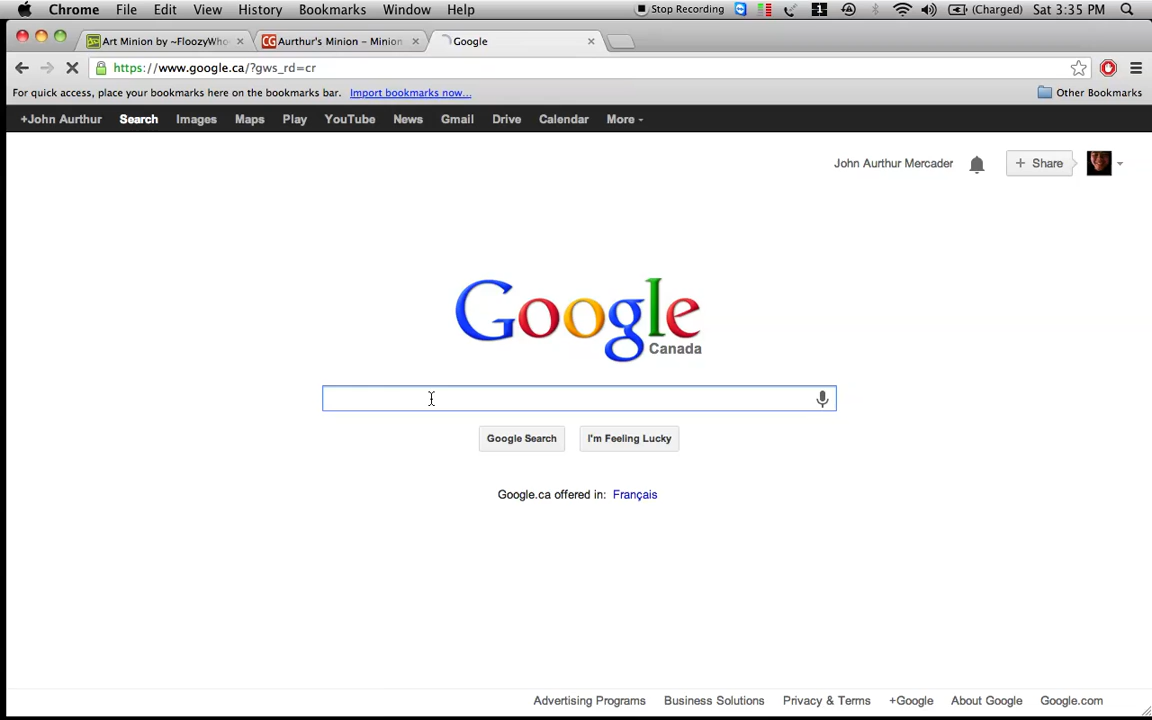 Chrome File Edit View History Bookmarks Window Help Stop Recording 1 (Charged) Sat 3:35 PM
Art Minion by ~FloozyWho Aurthur's Minion – Minion Google
https://www.google.ca/?gws_rd=cr
For quick access, place your bookmarks here on the bookmarks bar. Import bookmarks now... Other Bookmarks
+John Aurthur Search Images Maps Play YouTube News Gmail Drive Calendar More
John Aurthur Mercader + Share
Google
Canada
Google Search I'm Feeling Lucky
Google.ca offered in: Français
Advertising Programs Business Solutions Privacy & Terms +Google About Google Google.com